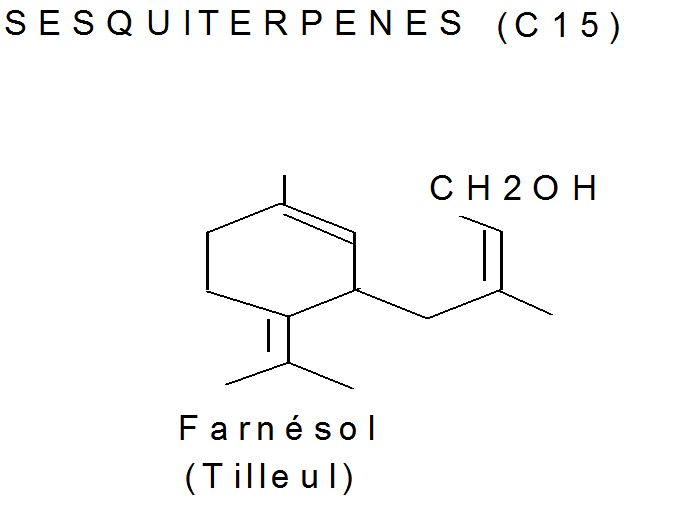 SESQUITERPENES (C15)
CH2OH
Farnésol
(Tilleul)